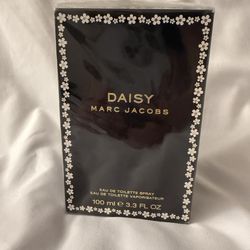 DAISY
MARC JACOBS
EAU DE TOILETTE SPRAY
EAU DE TOILETTE VAPORISATEUR
100 ml ℮ 3.3 FL OZ